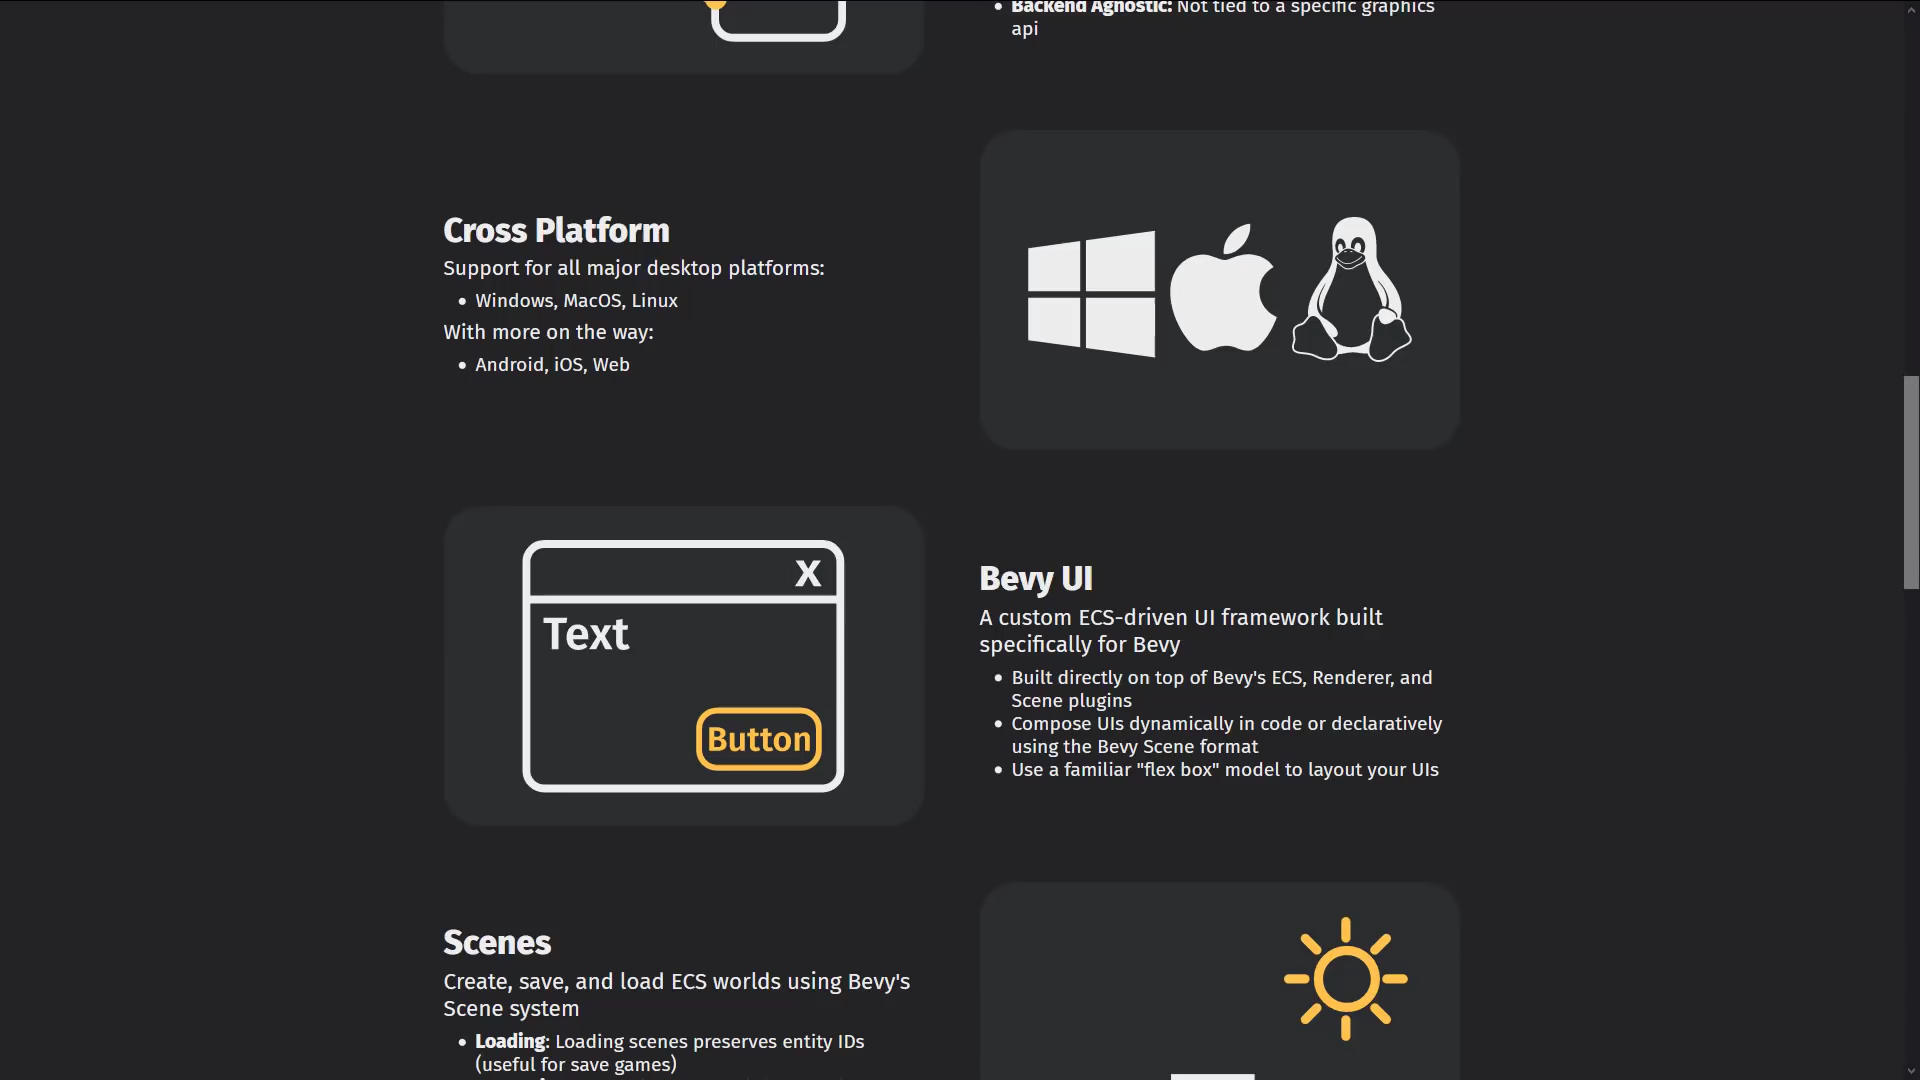 Backend Agnostic: Not tied to a specific graphics
api
Cross Platform
Support for all major desktop platforms:
Windows, MacOS, Linux
With more on the way:
Android, iOS, Web
X
Text
Button
Bevy UI
A custom ECS-driven UI framework built
specifically for Bevy
Built directly on top of Bevy's ECS, Renderer, and
Scene plugins
Compose UIs dynamically in code or declaratively
using the Bevy Scene format
Use a familiar "flex box" model to layout your UIs
Scenes
Create, save, and load ECS worlds using Bevy's
Scene system
Loading: Loading scenes preserves entity IDs
(useful for save games)